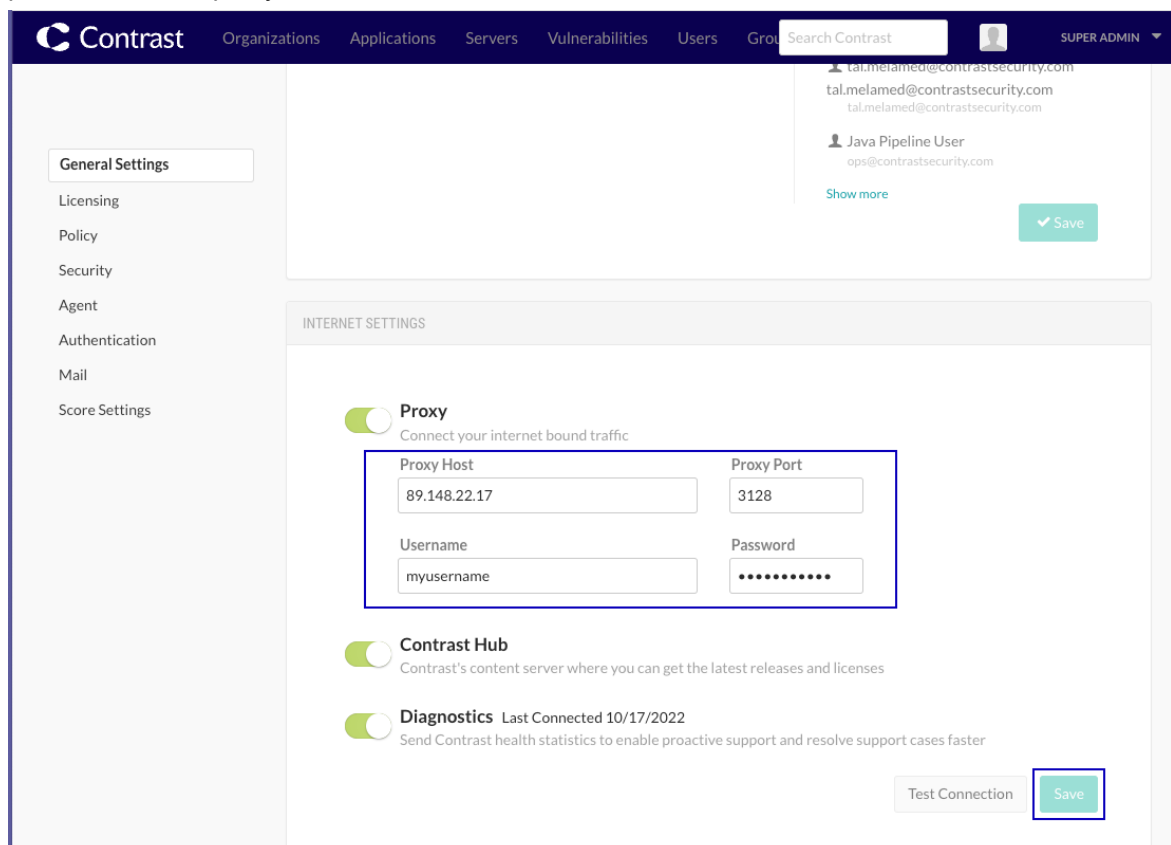 Contrast Organizations Applications Servers Vulnerabilities Users Grou Search Contrast SUPER ADMIN
tal.melamed@contrastsecurity.com
tal.melamed@contrastsecurity.com
tal.melamed@contrastsecurity.com
Java Pipeline User
ops@contrastsecurity.com
Show more
Save
General Settings
Licensing
Policy
Security
Agent
Authentication
Mail
Score Settings
INTERNET SETTINGS
Proxy
Connect your internet bound traffic
Proxy Host Proxy Port
89.148.22.17 3128
Username Password
myusername •••••••••••
Contrast Hub
Contrast's content server where you can get the latest releases and licenses
Diagnostics Last Connected 10/17/2022
Send Contrast health statistics to enable proactive support and resolve support cases faster
Test Connection Save